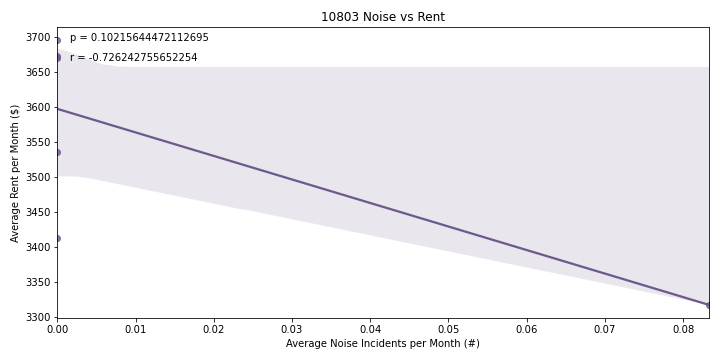 10803 Noise vs Rent
p = 0.10215644472112695
r = -0.726242755652254
3700
3650
3600
3550
3500
3450
3400
3350
3300
Average Rent per Month ($)
0.00 0.01 0.02 0.03 0.04 0.05 0.06 0.07 0.08
Average Noise Incidents per Month (#)